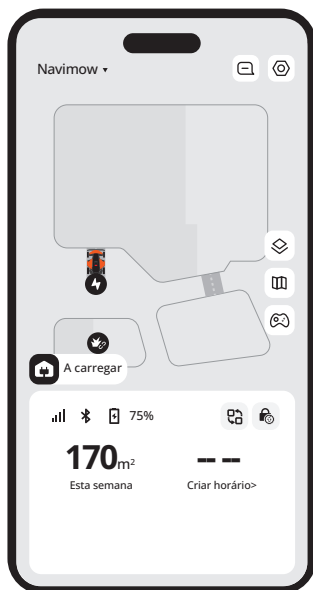 Navimow
A carregar
75%
170m²
-- --
Esta semana
Criar horário>